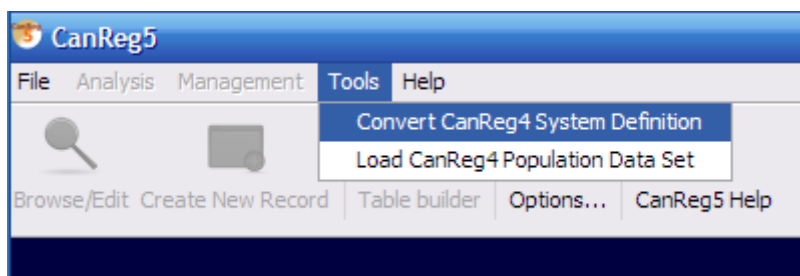 CanReg5
File Analysis Management Tools Help
Convert CanReg4 System Definition
Load CanReg4 Population Data Set
Browse/Edit Create New Record Table builder Options... CanReg5 Help